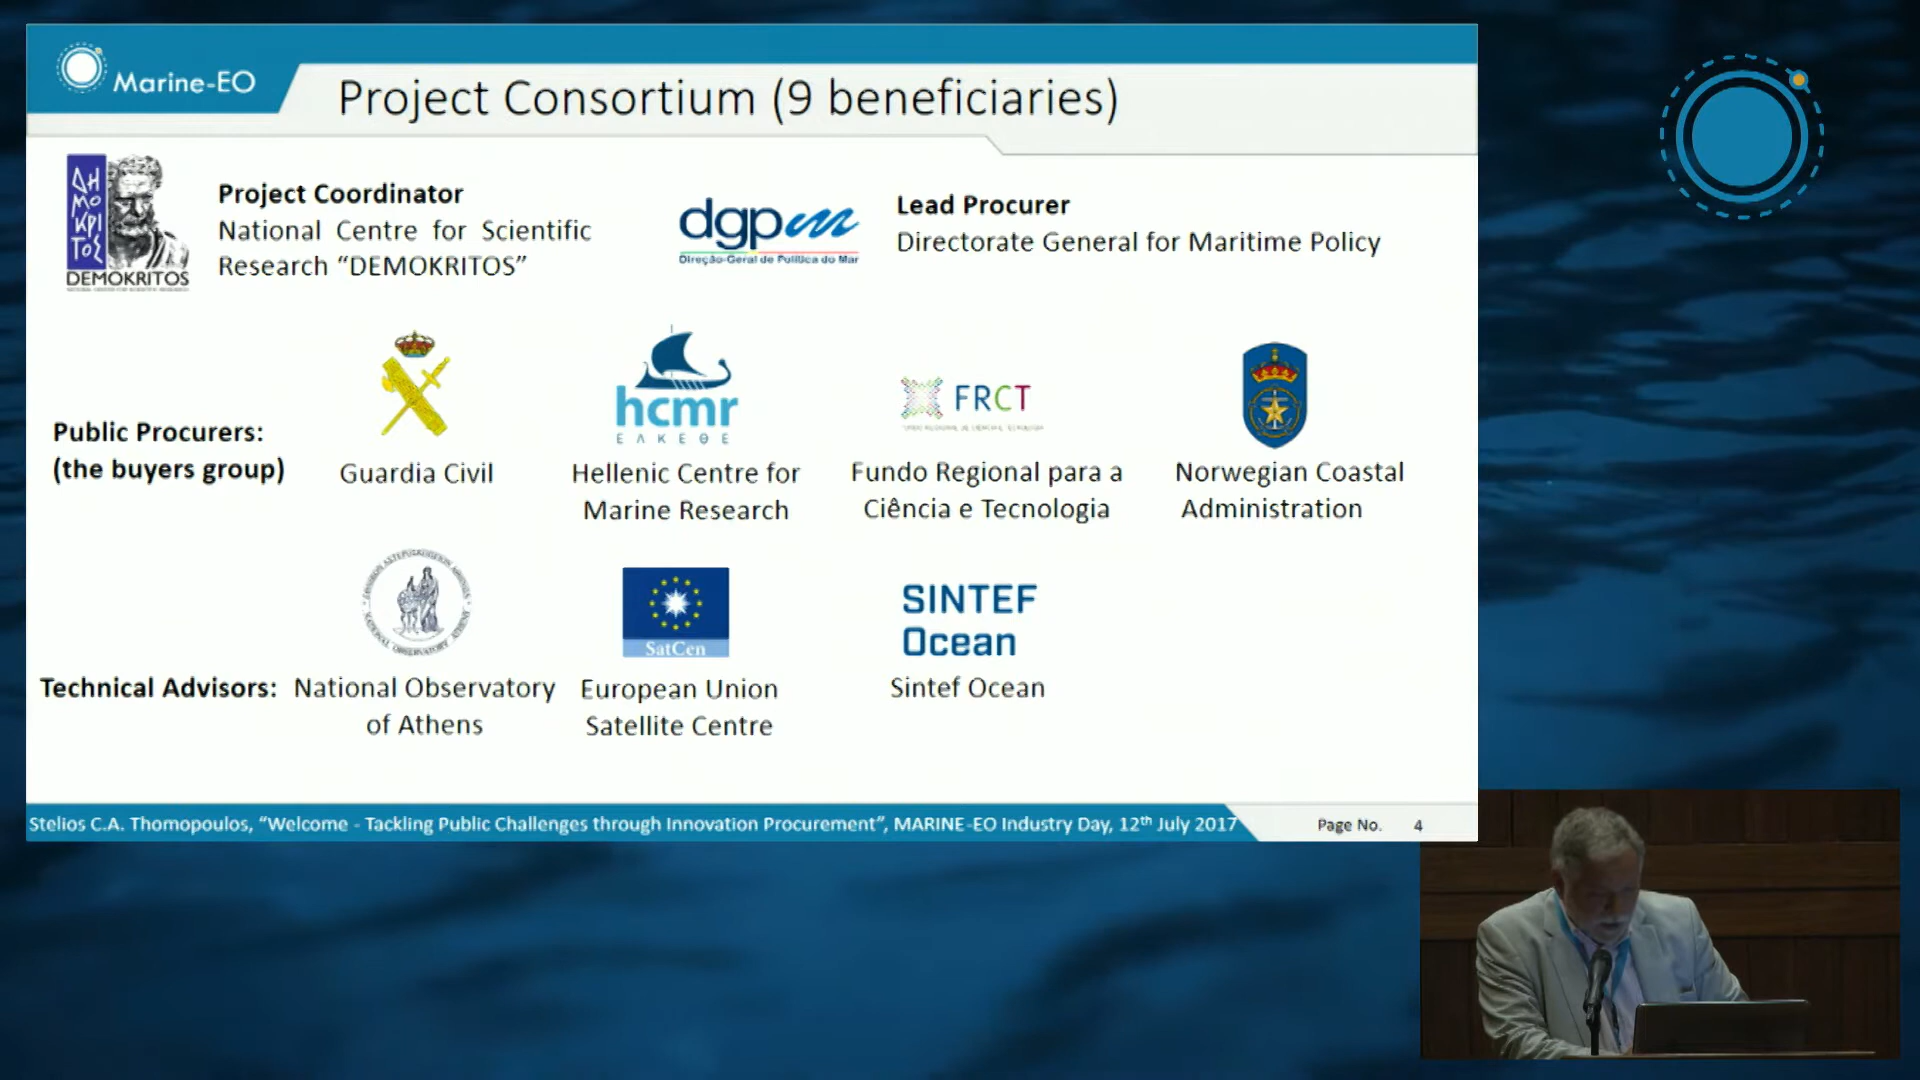 Marine-EO
Project Consortium (9 beneficiaries)
ΔΗ
ΜΟ
ΚΡΙ
ΤΟΣ
DEMOKRITOS
Project Coordinator
National Centre for Scientific
Research “DEMOKRITOS”
dgpm
Direção-Geral de Política do Mar
Lead Procurer
Directorate General for Maritime Policy
Public Procurers:
(the buyers group)
Guardia Civil
hcmr
ΕΛΚΕΘΕ
Hellenic Centre for
Marine Research
FRCT
Fundo Regional para a
Ciência e Tecnologia
Norwegian Coastal
Administration
Technical Advisors:
National Observatory
of Athens
SatCen
European Union
Satellite Centre
SINTEF
Ocean
Sintef Ocean
Stelios C.A. Thomopoulos, “Welcome - Tackling Public Challenges through Innovation Procurement”, MARINE-EO Industry Day, 12th July 2017
Page No. 4